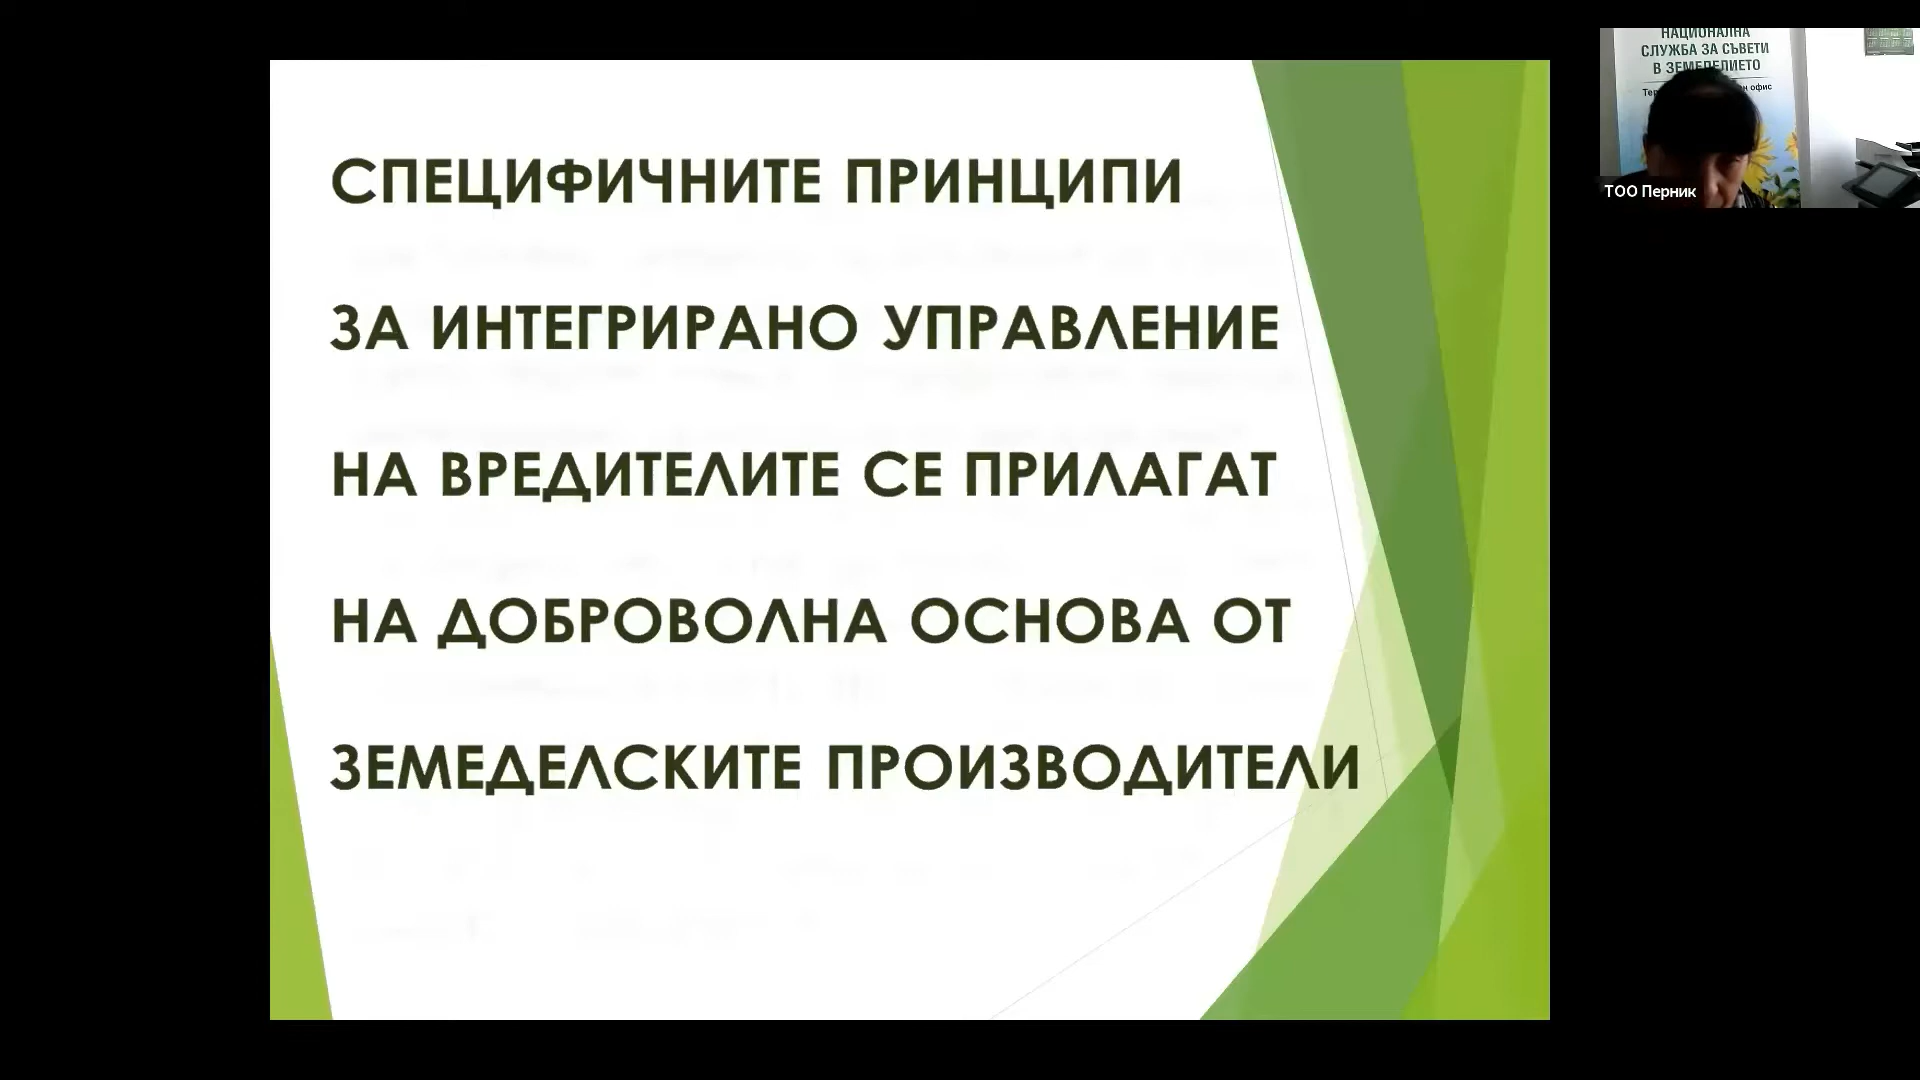 СПЕЦИФИЧНИТЕ ПРИНЦИПИ
ЗА ИНТЕГРИРАНО УПРАВЛЕНИЕ
НА ВРЕДИТЕЛИТЕ СЕ ПРИЛАГАТ
НА ДОБРОВОЛНА ОСНОВА ОТ
ЗЕМЕДЕЛСКИТЕ ПРОИЗВОДИТЕЛИ
НАЦИОНАЛНА
СЛУЖБА ЗА СЪВЕТИ
В ЗЕМЕДЕЛИЕТО
офис
ТОО Перник